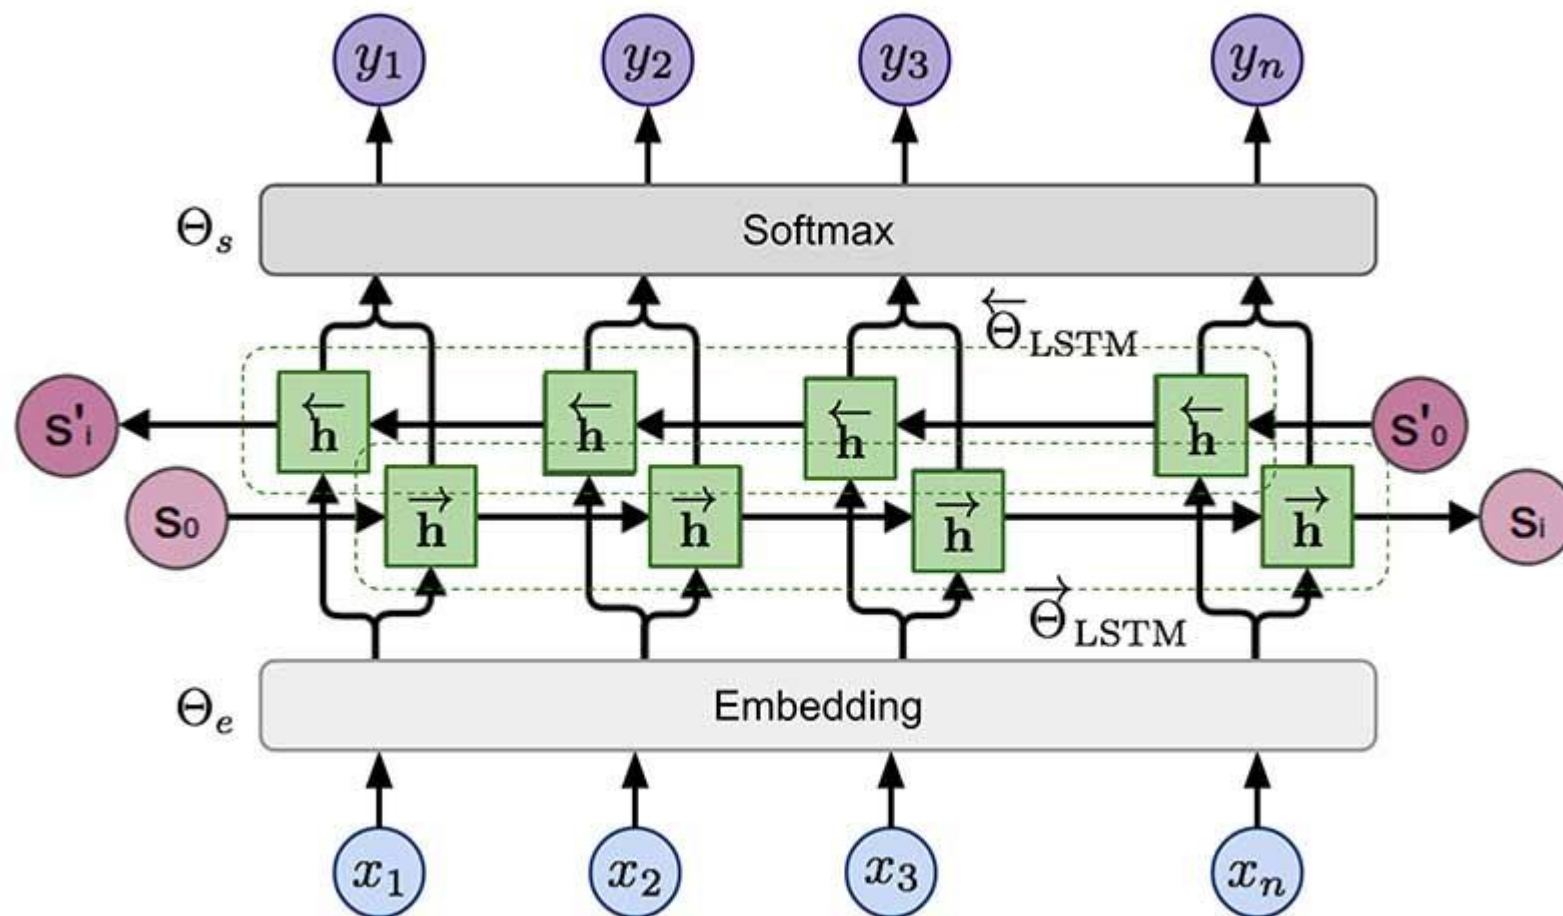 y₁ y₂ y₃ yₙ
Θₛ Softmax
←Θ LSTM
S'ᵢ ←h ←h ←h ←h S'₀
S₀ →h →h →h →h Sᵢ
→Θ LSTM
Θₑ Embedding
x₁ x₂ x₃ xₙ